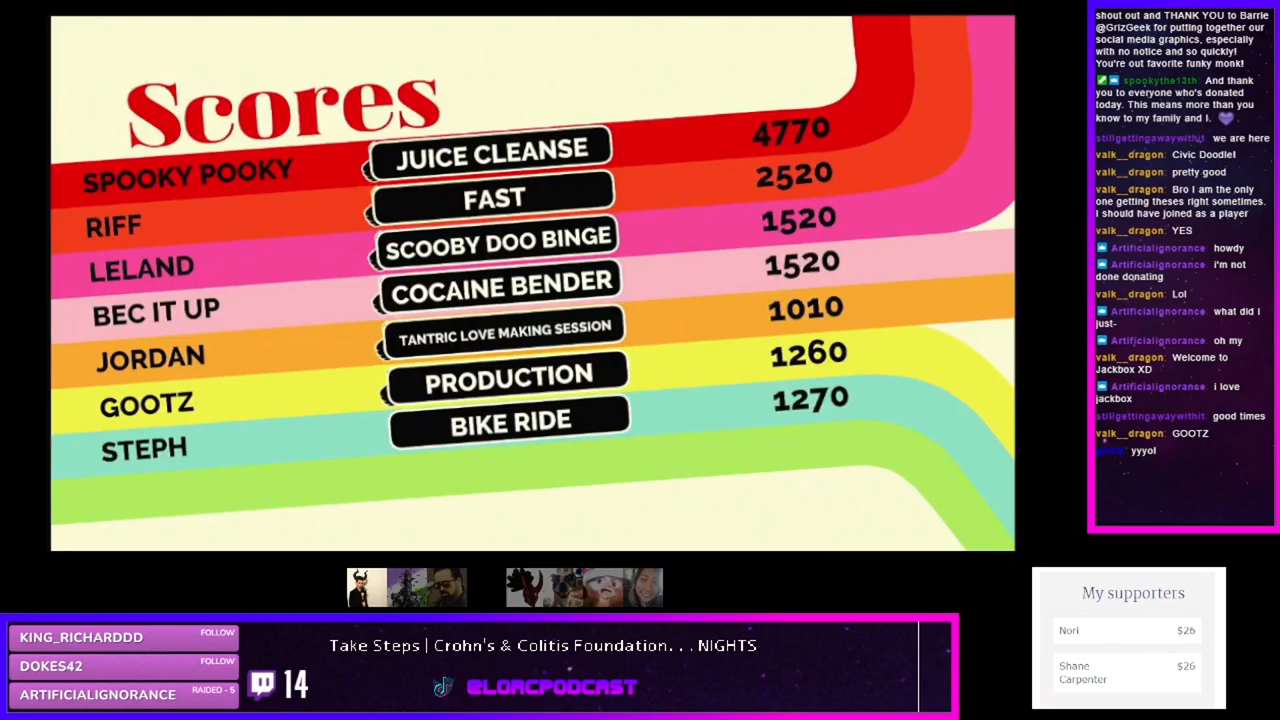 Scores
SPOOKY POOKY JUICE CLEANSE 4770
RIFF FAST 2520
LELAND SCOOBY DOO BINGE 1520
BEC IT UP COCAINE BENDER 1520
JORDAN TANTRIC LOVE MAKING SESSION 1010
GOOTZ PRODUCTION 1260
STEPH BIKE RIDE 1270
shout out and THANK YOU to Barrie
@GrizGeek for putting together our
social media graphics, especially
with no notice and so quickly!
You're out favorite funky monk!
spookythe13th: And thank
you to everyone who's donated
today. This means more than you
know to my family and I.
stillgettingawaywithit: we are here
valk__dragon: Civic Doodle!
valk__dragon: pretty good
valk__dragon: Bro I am the only
one getting theses right sometimes.
I should have joined as a player
valk__dragon: YES
Artificialignorance: howdy
Artificialignorance: i'm not
done donating
valk__dragon: Lol
Artificialignorance: what did I
just-
Artificialignorance: oh my
valk__dragon: Welcome to
Jackbox XD
Artificialignorance: i love
jackbox
stillgettingawaywithit: good times
valk__dragon: GOOTZ
yyyol
KING_RICHARDDD FOLLOW
DOKES42 FOLLOW
ARTIFICIALIGNORANCE RAIDED - 5
14
Take Steps | Crohn's & Colitis Foundation. . . NIGHTS
@LORCPODCAST
My supporters
Nori $26
Shane $26
Carpenter